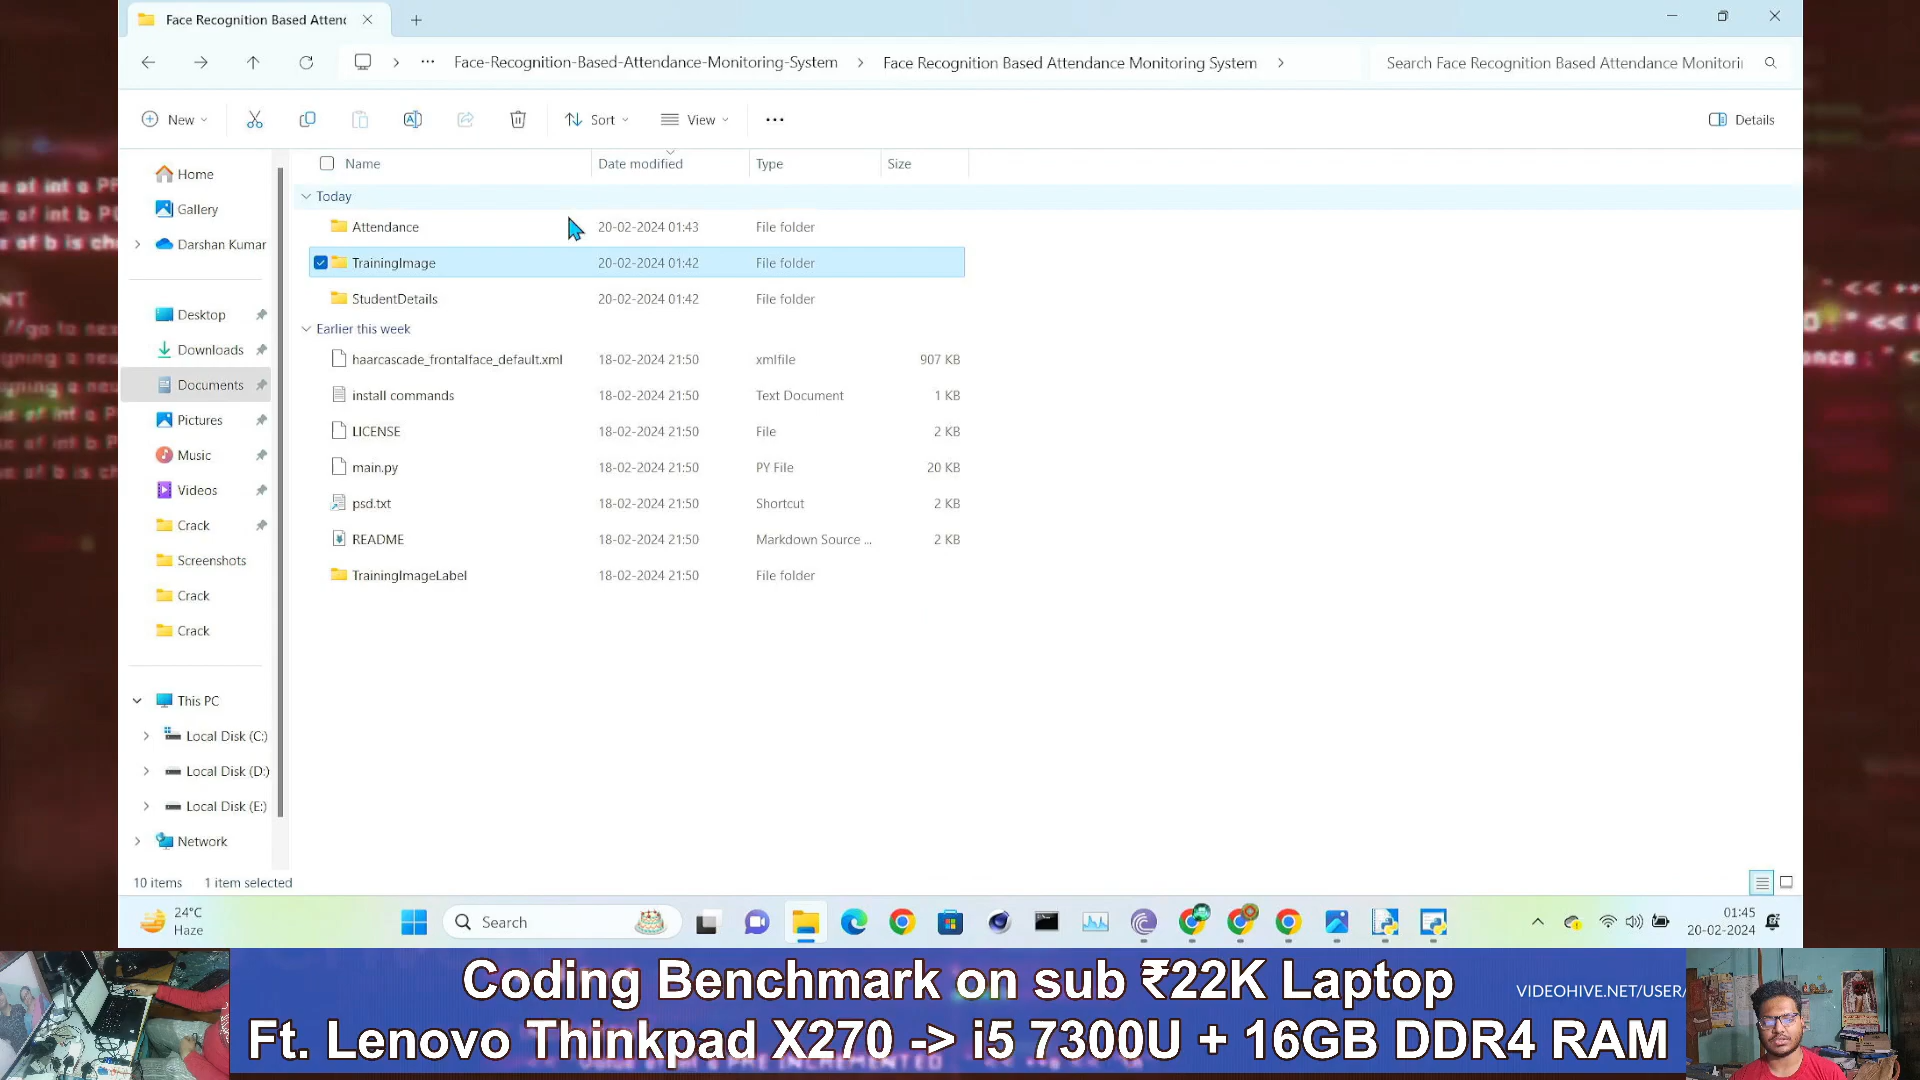 Face Recognition Based Attend
Face-Recognition-Based-Attendance-Monitoring-System
Face Recognition Based Attendance Monitoring System
Search Face Recognition Based Attendance Monitori
New
Sort
View
Details
Home
Gallery
Darshan Kumar
Desktop
Downloads
Documents
Pictures
Music
Videos
Crack
Screenshots
Crack
Crack
This PC
Local Disk (C:)
Local Disk (D:)
Local Disk (E:)
Network
Name Date modified Type Size
Today
Attendance 20-02-2024 01:43 File folder
TrainingImage 20-02-2024 01:42 File folder
StudentDetails 20-02-2024 01:42 File folder
Earlier this week
haarcascade_frontalface_default.xml 18-02-2024 21:50 xmlfile 907 KB
install commands 18-02-2024 21:50 Text Document 1 KB
LICENSE 18-02-2024 21:50 File 2 KB
main.py 18-02-2024 21:50 PY File 20 KB
psd.txt 18-02-2024 21:50 Shortcut 2 KB
README 18-02-2024 21:50 Markdown Source ... 2 KB
TrainingImageLabel 18-02-2024 21:50 File folder
10 items 1 item selected
24°C
Haze
Search
01:45
20-02-2024
Coding Benchmark on sub ₹22K Laptop
VIDEOHIVE.NET/USER/
Ft. Lenovo Thinkpad X270 -> i5 7300U + 16GB DDR4 RAM